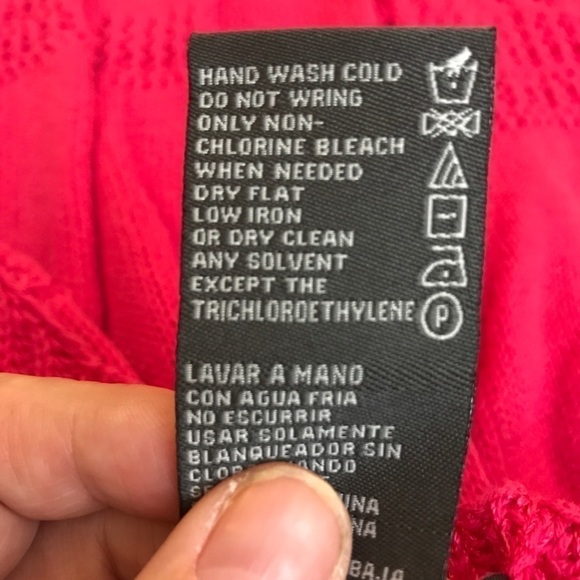 HAND WASH COLD
DO NOT WRING
ONLY NON-
CHLORINE BLEACH
WHEN NEEDED
DRY FLAT
LOW IRON
OR DRY CLEAN
ANY SOLVENT
EXCEPT THE
TRICHLOROETHYLENE
P
LAVAR A MANO
CON AGUA FRIA
NO ESCURRIR
USAR SOLAMENTE
BLANQUEADOR SIN